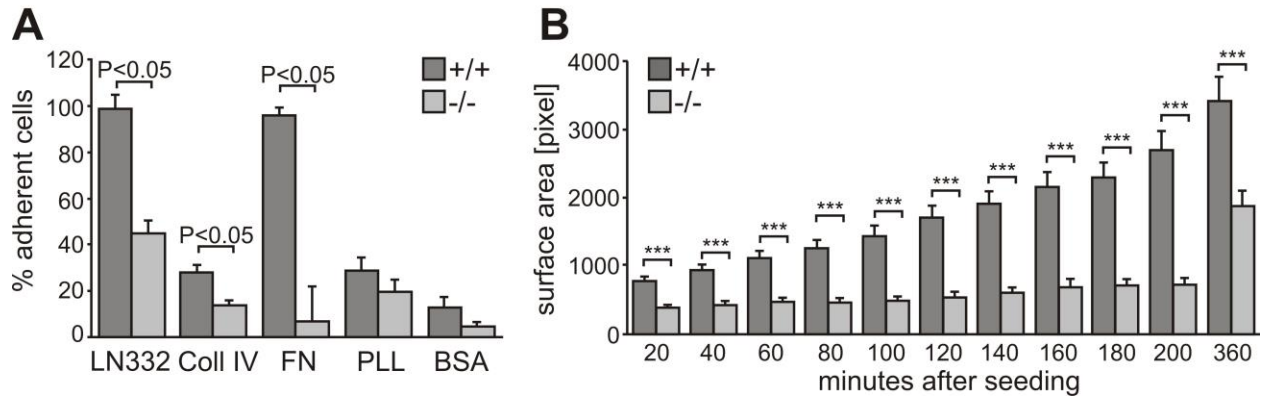 A
120
100
80
60
40
20
0
% adherent cells
P<0.05
P<0.05
P<0.05
+/+
-/-
LN332 Coll IV FN PLL BSA
B
4000
3000
2000
1000
0
surface area [pixel]
+/+
-/-
*** *** *** *** *** *** *** *** *** *** ***
20 40 60 80 100 120 140 160 180 200 360
minutes after seeding